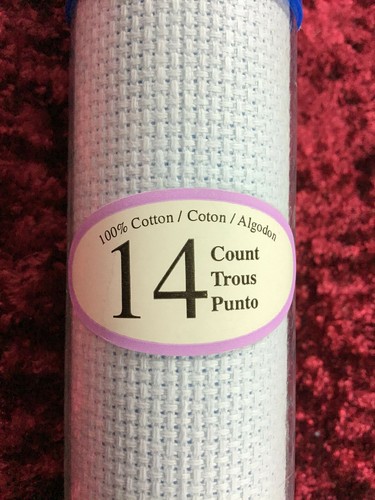 100% Cotton / Coton / Algodon
14 Count
Trous
Punto